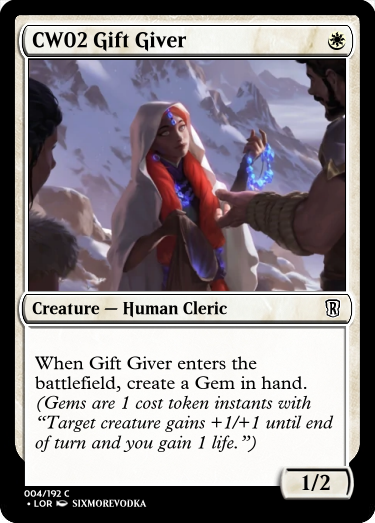 CW02 Gift Giver
Creature — Human Cleric
When Gift Giver enters the
battlefield, create a Gem in hand.
(Gems are 1 cost token instants with
“Target creature gains +1/+1 until end
of turn and you gain 1 life.”)
1/2
004/192 C
• LOR SIXMOREVODKA